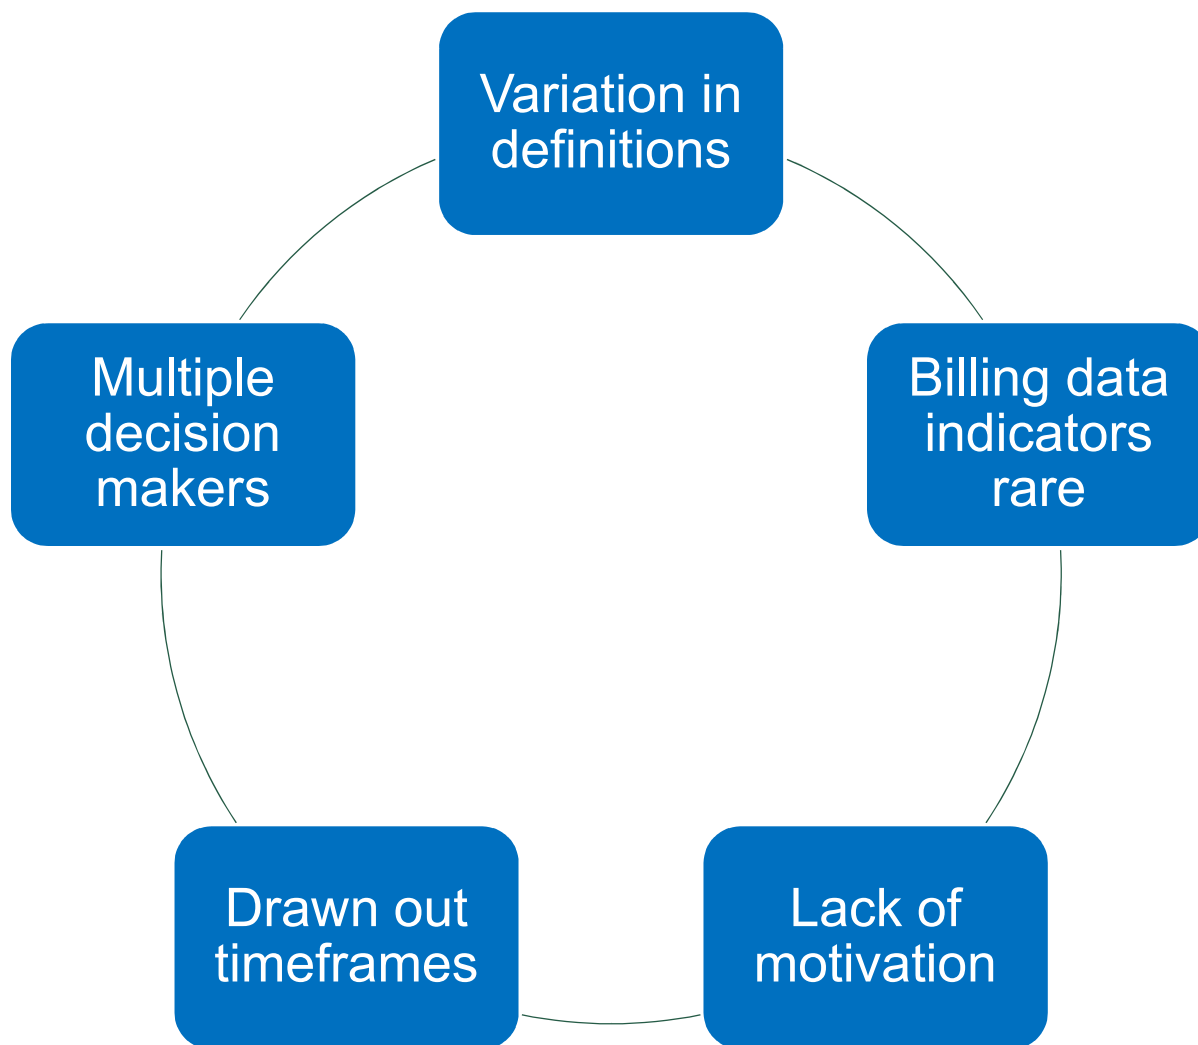 Variation in
definitions
Billing data
indicators
rare
Lack of
motivation
Drawn out
timeframes
Multiple
decision
makers